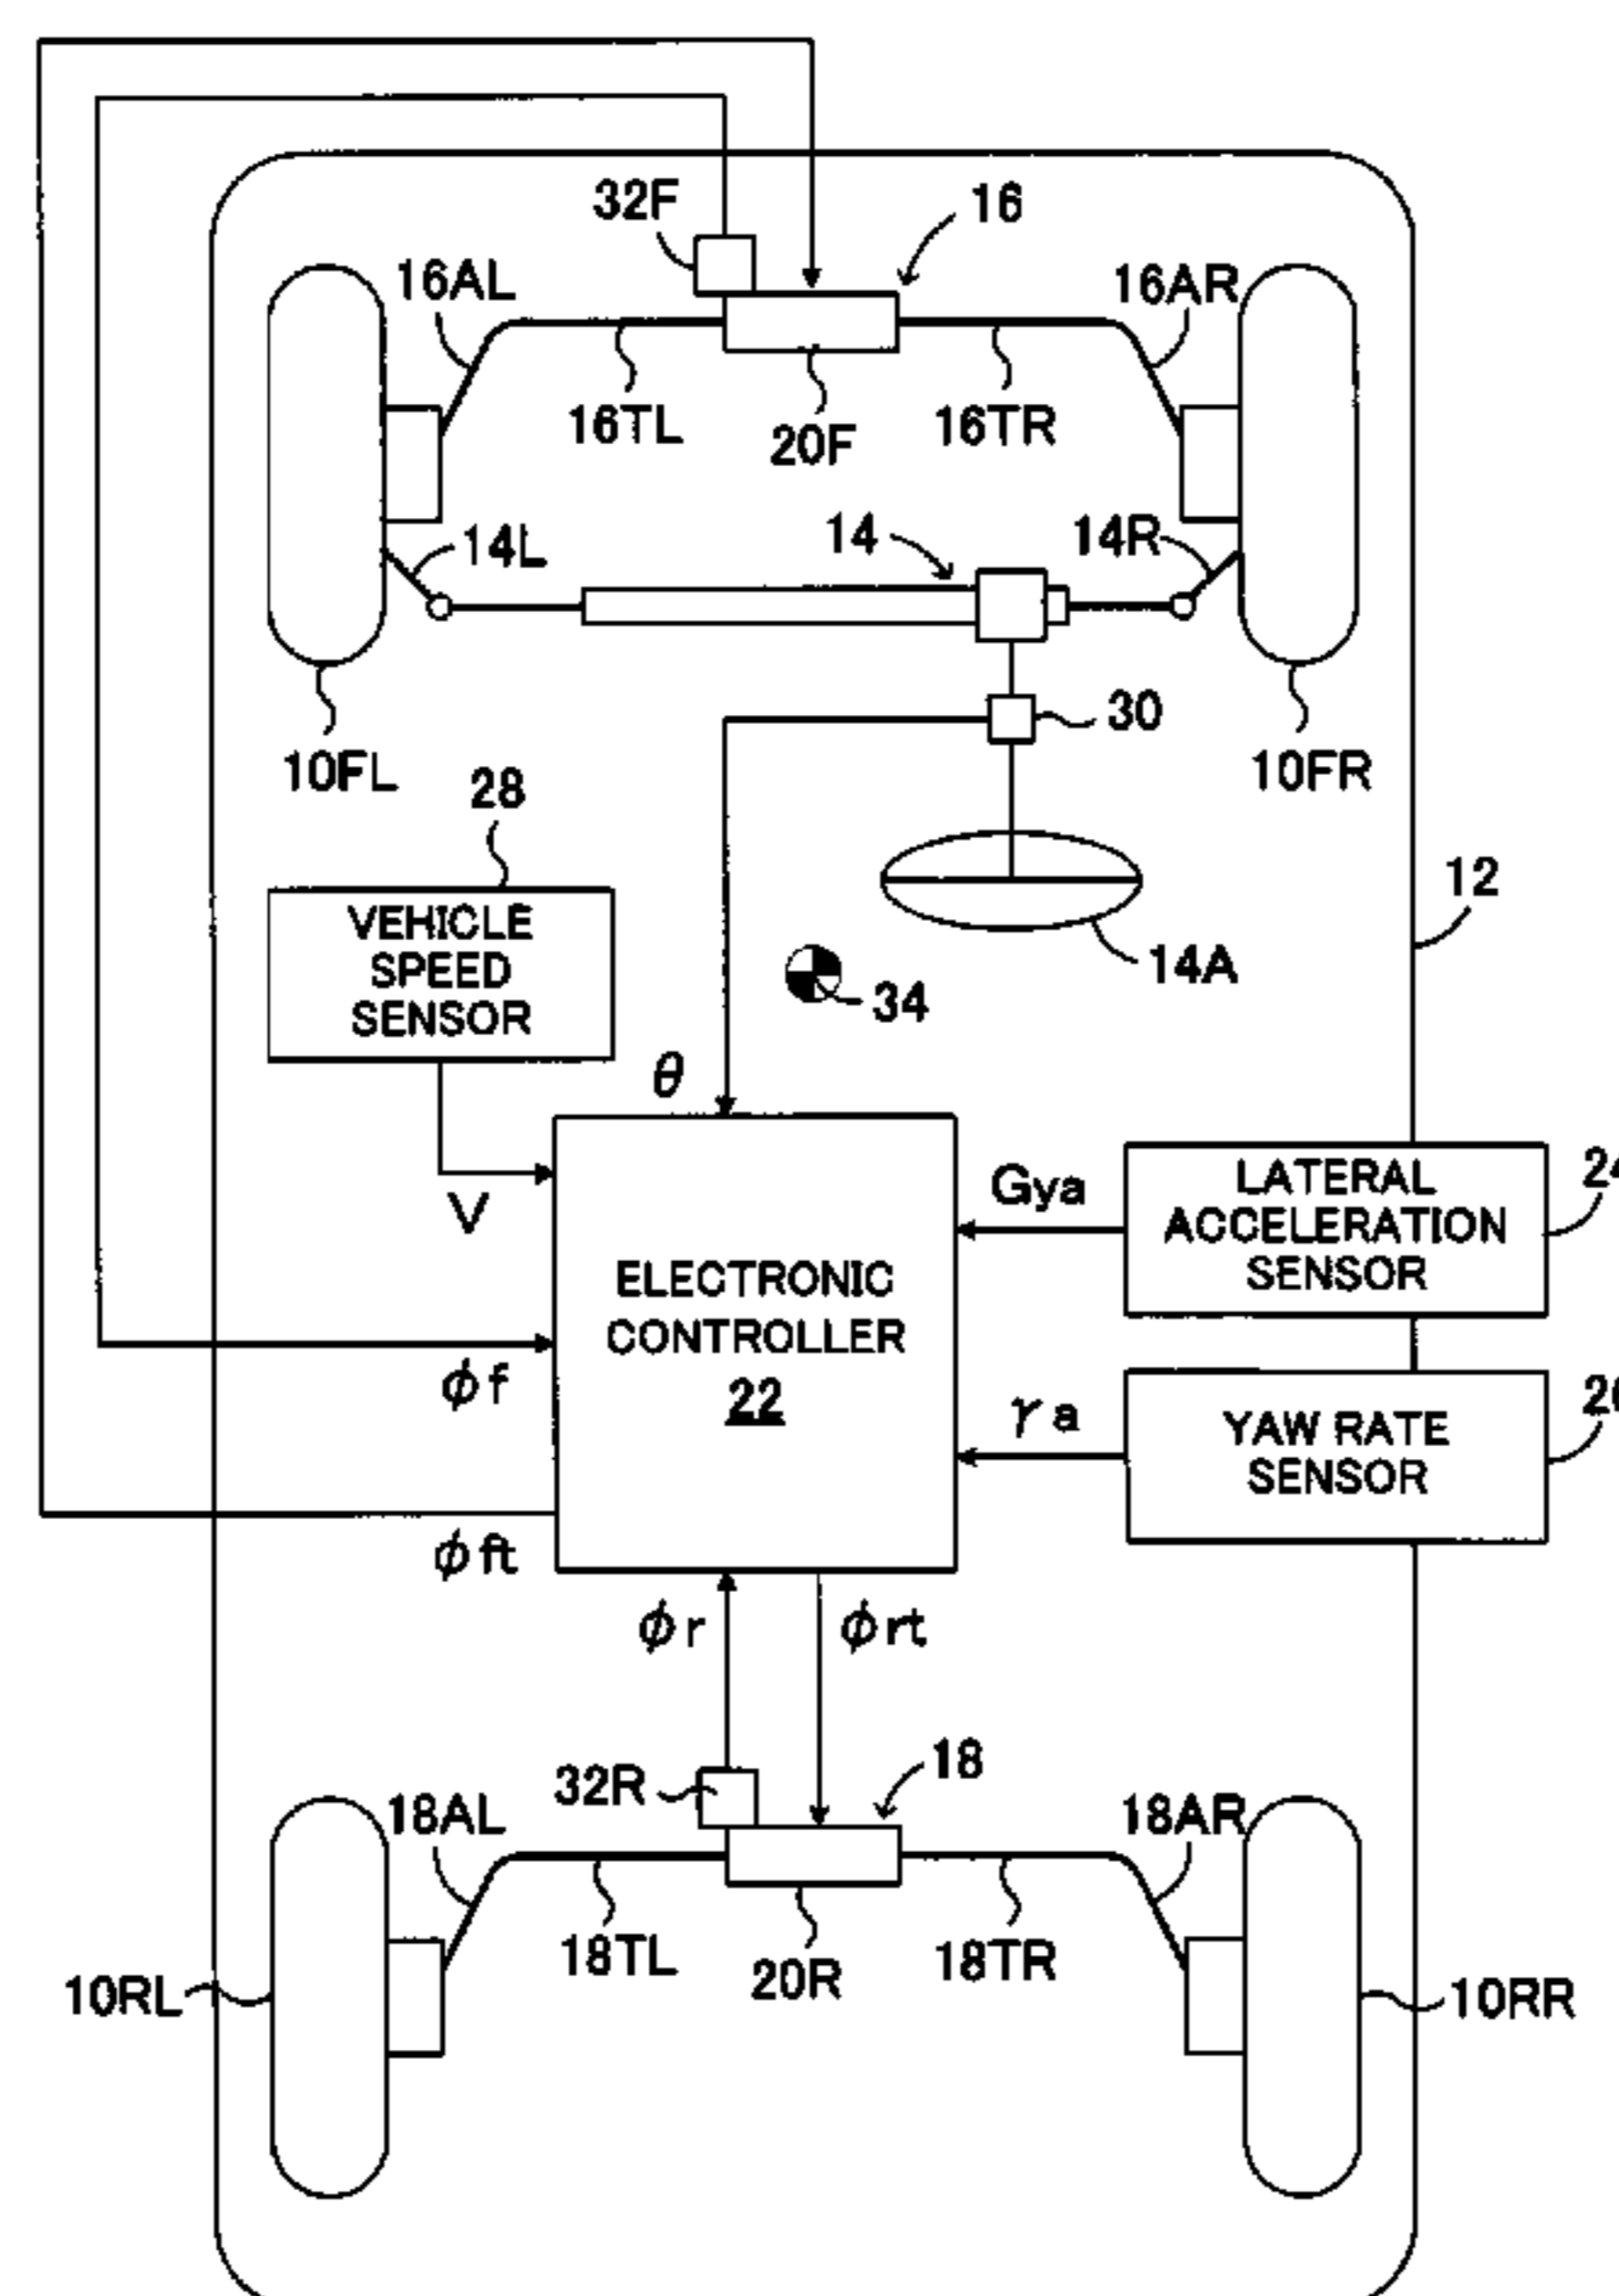 32F
16
16AL
16AR
16TL
20F
16TR
14L
14
14R
30
10FL
10FR
28
VEHICLE
SPEED
SENSOR
12
14A
34
θ
V
Gya
LATERAL
ACCELERATION
SENSOR
ELECTRONIC
CONTROLLER
22
φf
γa
YAW RATE
SENSOR
φft
φr
φrt
32R
18
18AL
18AR
18TL
20R
18TR
10RL
10RR